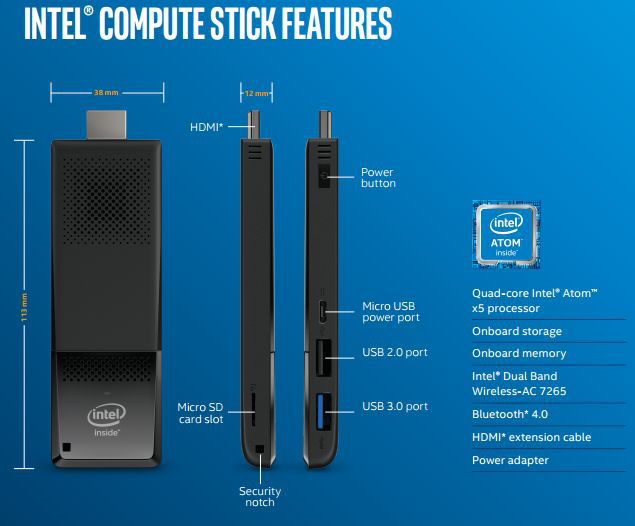 INTEL® COMPUTE STICK FEATURES
38 mm
12 mm
HDMI*
Power
button
113 mm
Micro USB
power port
USB 2.0 port
USB 3.0 port
Micro SD
card slot
Security
notch
intel
inside™
intel
ATOM™
inside™
Quad-core Intel® Atom™
x5 processor
Onboard storage
Onboard memory
Intel® Dual Band
Wireless-AC 7265
Bluetooth* 4.0
HDMI* extension cable
Power adapter